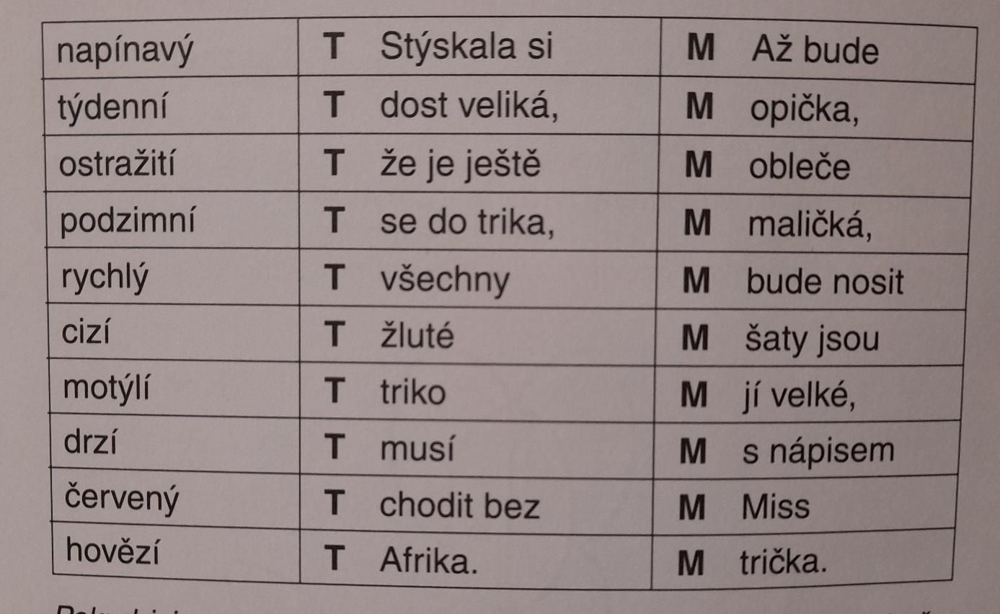 napínavý T Stýskala si M Až bude
týdenní T dost veliká, M opička,
ostražití T že je ještě M obleče
podzimní T se do trika, M maličká,
rychlý T všechny M bude nosit
cizí T žluté M šaty jsou
motýlí T triko M jí velké,
drzí T musí M s nápisem
červený T chodit bez M Miss
hovězí T Afrika. M trička.